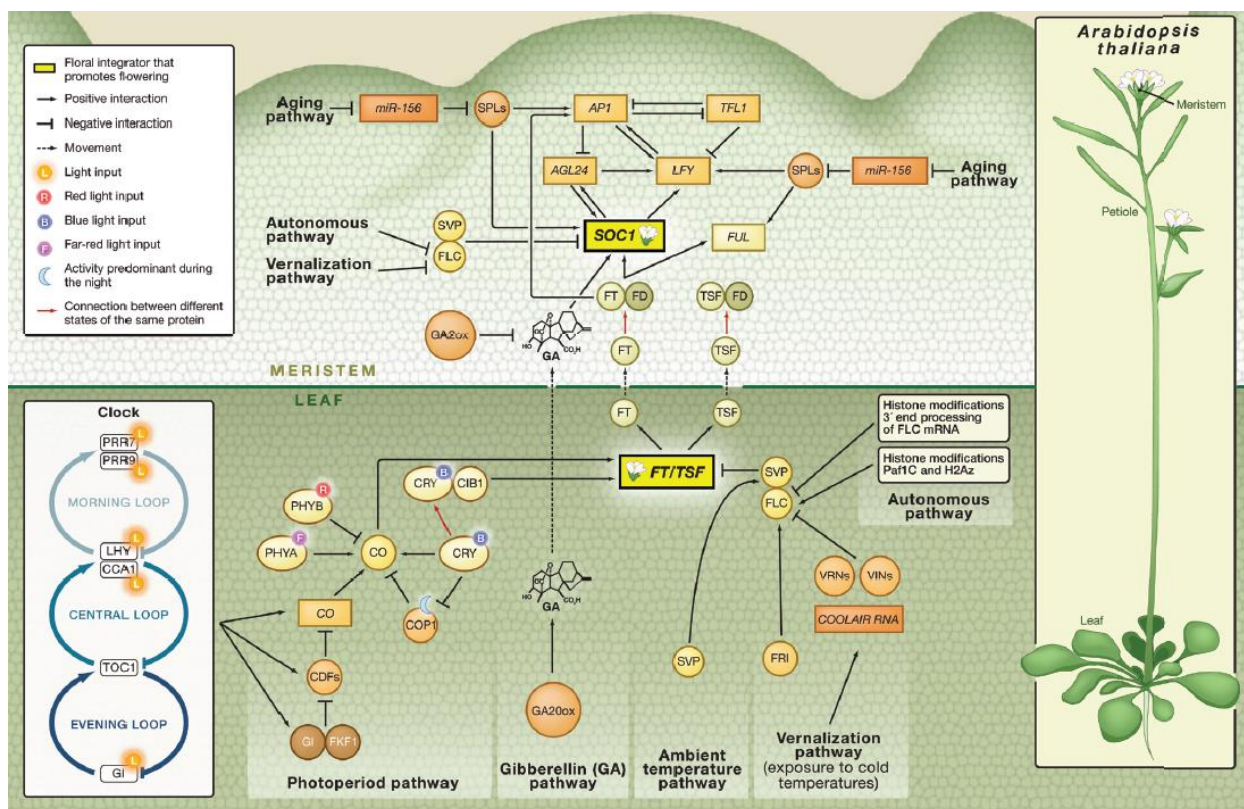 Floral integrator that
promotes flowering
Positive interaction
Negative interaction
Movement
L
Light input
R
Red light input
B
Blue light input
F
Far-red light input
Activity predominant during
the night
Connection between different
states of the same protein
Aging
pathway
miR-156
SPLs
AP1
TFL1
AGL24
LFY
SPLs
miR-156
Aging
pathway
Autonomous
pathway
Vernalization
pathway
SVP
FLC
SOC1
FUL
FT
FD
TSF
FD
GA2ox
HO
OC
O
CO₂H
GA
FT
TSF
MERISTEM
LEAF
FT
TSF
FT/TSF
Clock
PRR7
L
PRR9
L
MORNING LOOP
LHY
L
CCA1
L
CENTRAL LOOP
TOC1
EVENING LOOP
GI
L
PHYB
R
PHYA
F
CO
CRY
B
CIB1
CRY
B
CO
COP1
CDFs
GI
FKF1
Photoperiod pathway
HO
OC
O
CO₂H
GA
GA20ox
Gibberellin (GA)
pathway
SVP
FLC
Histone modifications
3´ end processing
of FLC mRNA
Histone modifications
Paf1C and H2Az
Autonomous
pathway
VRNs
VINs
COOLAIR RNA
SVP
FRI
Ambient
temperature
pathway
Vernalization
pathway
(exposure to cold
temperatures)
Arabidopsis
thaliana
Meristem
Petiole
Leaf